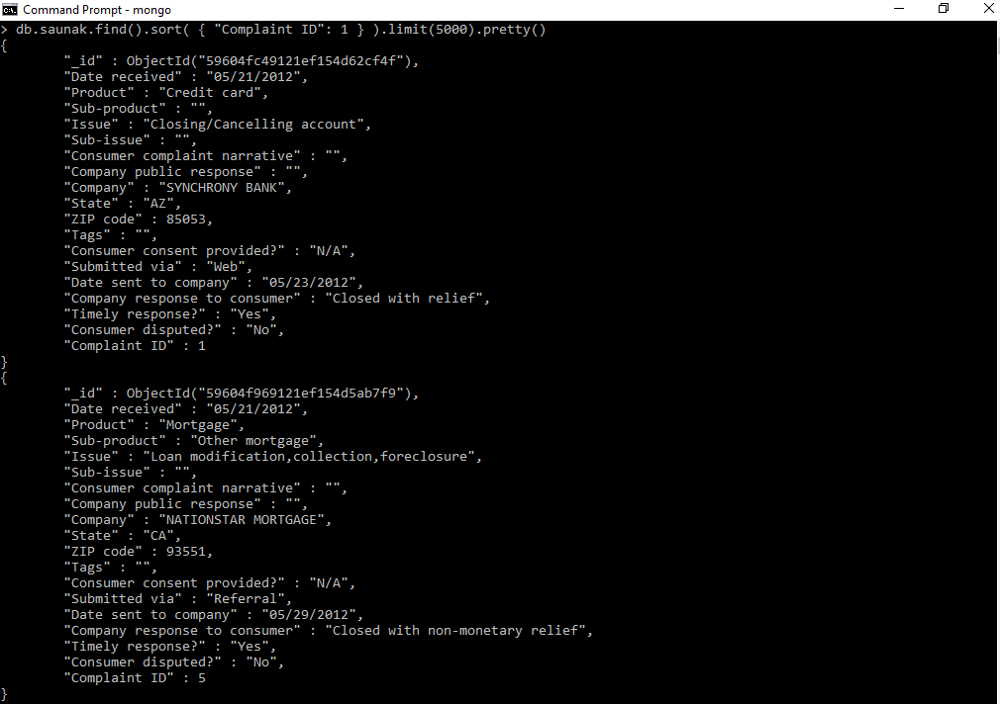 Command Prompt - mongo
> db.saunak.find().sort( { "Complaint ID": 1 } ).limit(5000).pretty()
{
"_id" : ObjectId("59604fc49121ef154d62cf4f"),
"Date received" : "05/21/2012",
"Product" : "Credit card",
"Sub-product" : "",
"Issue" : "Closing/Cancelling account",
"Sub-issue" : "",
"Consumer complaint narrative" : "",
"Company public response" : "",
"Company" : "SYNCHRONY BANK",
"State" : "AZ",
"ZIP code" : 85053,
"Tags" : "",
"Consumer consent provided?" : "N/A",
"Submitted via" : "Web",
"Date sent to company" : "05/23/2012",
"Company response to consumer" : "Closed with relief",
"Timely response?" : "Yes",
"Consumer disputed?" : "No",
"Complaint ID" : 1
}
{
"_id" : ObjectId("59604f969121ef154d5ab7f9"),
"Date received" : "05/21/2012",
"Product" : "Mortgage",
"Sub-product" : "Other mortgage",
"Issue" : "Loan modification,collection,foreclosure",
"Sub-issue" : "",
"Consumer complaint narrative" : "",
"Company public response" : "",
"Company" : "NATIONSTAR MORTGAGE",
"State" : "CA",
"ZIP code" : 93551,
"Tags" : "",
"Consumer consent provided?" : "N/A",
"Submitted via" : "Referral",
"Date sent to company" : "05/29/2012",
"Company response to consumer" : "Closed with non-monetary relief",
"Timely response?" : "Yes",
"Consumer disputed?" : "No",
"Complaint ID" : 5
}